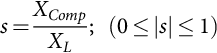 s = X_Comp / X_L; (0 ≤ |s| ≤ 1)